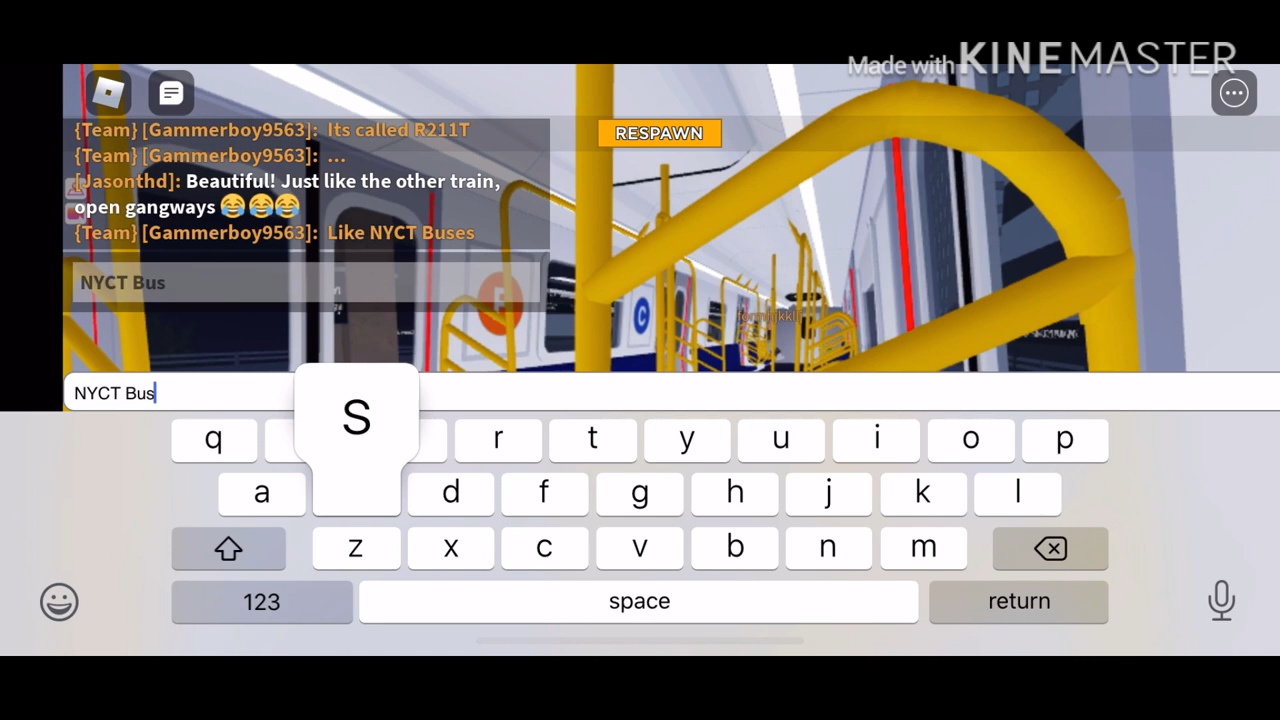 Made with KINEMASTER
{Team} [Gammerboy9563]: Its called R211T
RESPAWN
{Team} [Gammerboy9563]: ...
[Jasonthd]: Beautiful! Just like the other train,
open gangways 😂😂😂
{Team} [Gammerboy9563]: Like NYCT Buses
NYCT Bus
C
NYCT Bus
S
q r t y u i o p
a d f g h j k l
z x c v b n m
123 space return